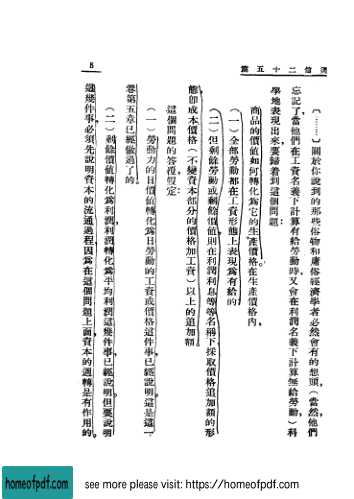 通信二十五第
5
〔……〕關於你說到的那些俗物和庸俗經濟學者必然會有的想頭，（當然，他們
忘記了，當他們在工資名義下計算有給勞動時，又會在利潤名義下計算無給勞動）科
學地表現出來，要歸着到這個問題：
商品的價值如何轉化爲它的生產價格，在生產價格內，
（一）全部勞動都在工資形態上表現爲有給的；
（二）但剩餘勞動或剩餘價值，則在利潤利息等等名稱下，採取價格追加額的形
態，卽成本價格（不變資本部分的價格加工資）以上的追加額。
這個問題的答覆，假定：
（一）勞動力的日價值轉化爲日勞動的工資或價格這件事，已經說明。這是這一
卷第五章已經做過了的。
（二）剩餘價值轉化爲利潤，利潤轉化爲平均利潤這幾件事，已經說明。但要說明
這幾件事，必須先說明資本的流通過程，因爲在這個問題上面，資本的週轉是有作用的。
homeofpdf.com
see more please visit: https://homeofpdf.com